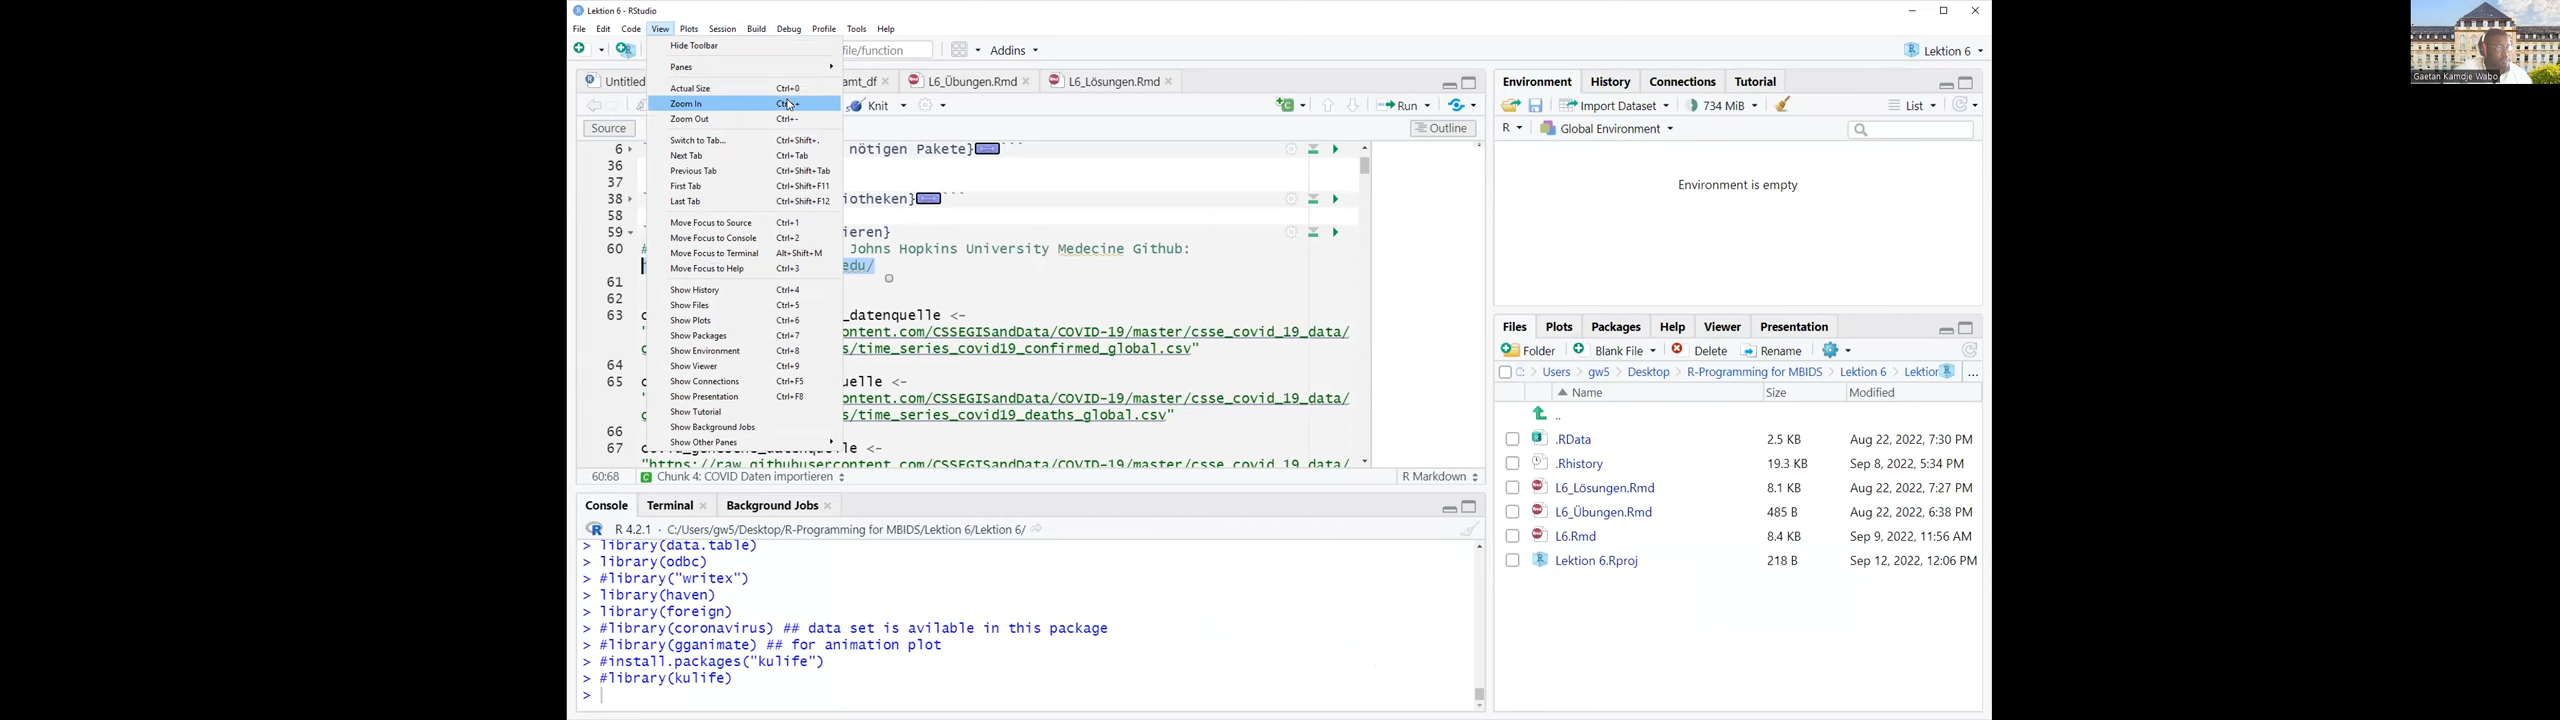 Lektion 6 - RStudio
File Edit Code View Plots Session Build Debug Profile Tools Help
file/function Addins Lektion 6
Untitled amt_df L6_Übungen.Rmd L6_Lösungen.Rmd
Knit Run
Source Outline
6 nötigen Pakete}```
36
37
38 iotheken}```
58
59 ieren}
60 Johns Hopkins University Medecine Github:
edu/
61
62
63 _datenquelle <-
content.com/CSSEGISandData/COVID-19/master/csse_covid_19_data/
s/time_series_covid19_confirmed_global.csv"
64
65 uelle <-
content.com/CSSEGISandData/COVID-19/master/csse_covid_19_data/
s/time_series_covid19_deaths_global.csv"
66
67 covid_genesene_datenquelle <-
"https://raw.githubusercontent.com/CSSEGISandData/COVID-19/master/csse_covid_19_data/
60:68 Chunk 4: COVID Daten importieren R Markdown
Hide Toolbar
Panes
Actual Size Ctrl+0
Zoom In
Zoom Out Ctrl+-
Switch to Tab... Ctrl+Shift+.
Next Tab Ctrl+Tab
Previous Tab Ctrl+Shift+Tab
First Tab Ctrl+Shift+F11
Last Tab Ctrl+Shift+F12
Move Focus to Source Ctrl+1
Move Focus to Console Ctrl+2
Move Focus to Terminal Alt+Shift+M
Move Focus to Help Ctrl+3
Show History Ctrl+4
Show Files Ctrl+5
Show Plots Ctrl+6
Show Packages Ctrl+7
Show Environment Ctrl+8
Show Viewer Ctrl+9
Show Connections Ctrl+F5
Show Presentation Ctrl+F8
Show Tutorial
Show Background Jobs
Show Other Panes
Console Terminal Background Jobs
R 4.2.1 · C:/Users/gw5/Desktop/R-Programming for MBIDS/Lektion 6/Lektion 6/
> library(data.table)
> library(odbc)
> #library("writex")
> library(haven)
> library(foreign)
> #library(coronavirus) ## data set is avilable in this package
> #library(gganimate) ## for animation plot
> #install.packages("kulife")
> #library(kulife)
>
Environment History Connections Tutorial
Import Dataset 734 MiB List
R Global Environment
Environment is empty
Files Plots Packages Help Viewer Presentation
Folder Blank File Delete Rename
C: Users gw5 Desktop R-Programming for MBIDS Lektion 6 Lektion ...
Name Size Modified
..
.RData 2.5 KB Aug 22, 2022, 7:30 PM
.Rhistory 19.3 KB Sep 8, 2022, 5:34 PM
L6_Lösungen.Rmd 8.1 KB Aug 22, 2022, 7:27 PM
L6_Übungen.Rmd 485 B Aug 22, 2022, 6:38 PM
L6.Rmd 8.4 KB Sep 9, 2022, 11:56 AM
Lektion 6.Rproj 218 B Sep 12, 2022, 12:06 PM
Gaetan Kamdje Wabo